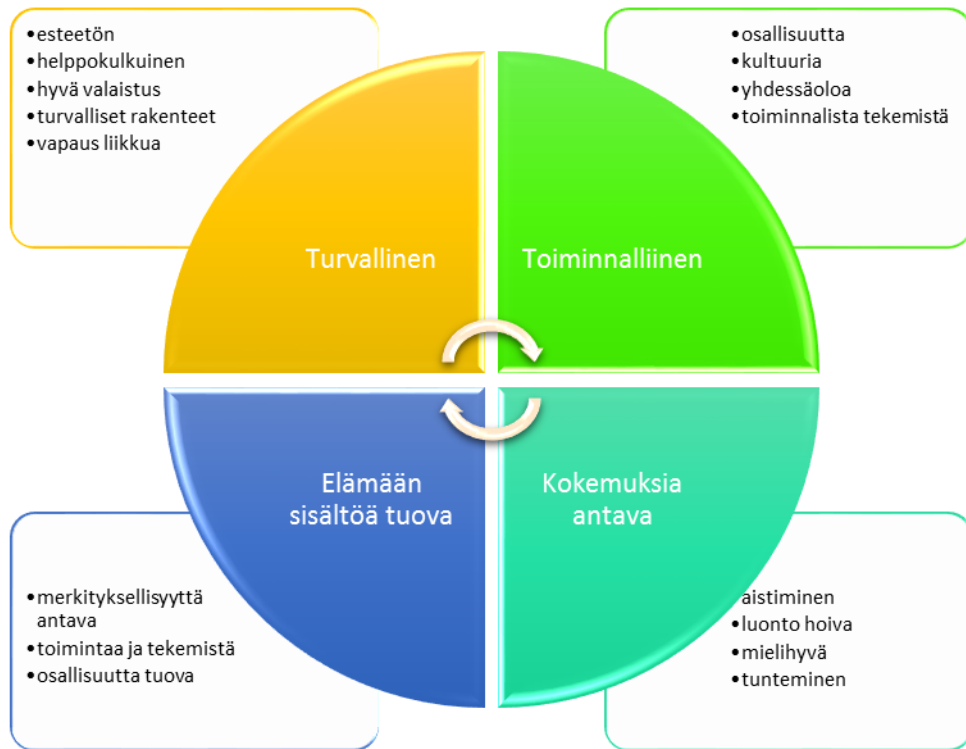 •esteetön
•helppokulkuinen
•hyvä valaistus
•turvalliset rakenteet
•vapaus liikkua
•osallisuutta
•kultuuria
•yhdessäoloa
•toiminnalista tekemistä
Turvallinen
Toiminnalliinen
Elämään
sisältöä tuova
Kokemuksia
antava
•merkityksellisyyttä
antava
•toimintaa ja tekemistä
•osallisuutta tuova
aistiminen
•luonto hoiva
•mielihyvä
•tunteminen